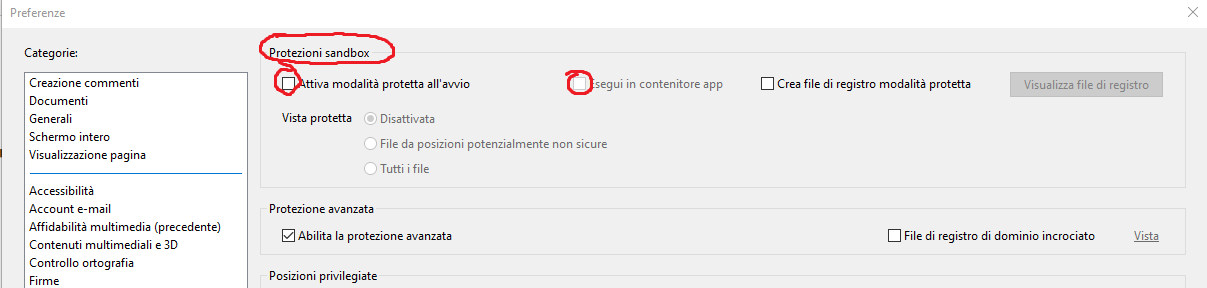 Preferenze
Categorie:
Creazione commenti
Documenti
Generali
Schermo intero
Visualizzazione pagina
Accessibilità
Account e-mail
Affidabilità multimedia (precedente)
Contenuti multimediali e 3D
Controllo ortografia
Firme
Protezioni sandbox
Attiva modalità protetta all'avvio
Esegui in contenitore app
Crea file di registro modalità protetta
Visualizza file di registro
Vista protetta
Disattivata
File da posizioni potenzialmente non sicure
Tutti i file
Protezione avanzata
Abilita la protezione avanzata
File di registro di dominio incrociato
Vista
Posizioni privilegiate